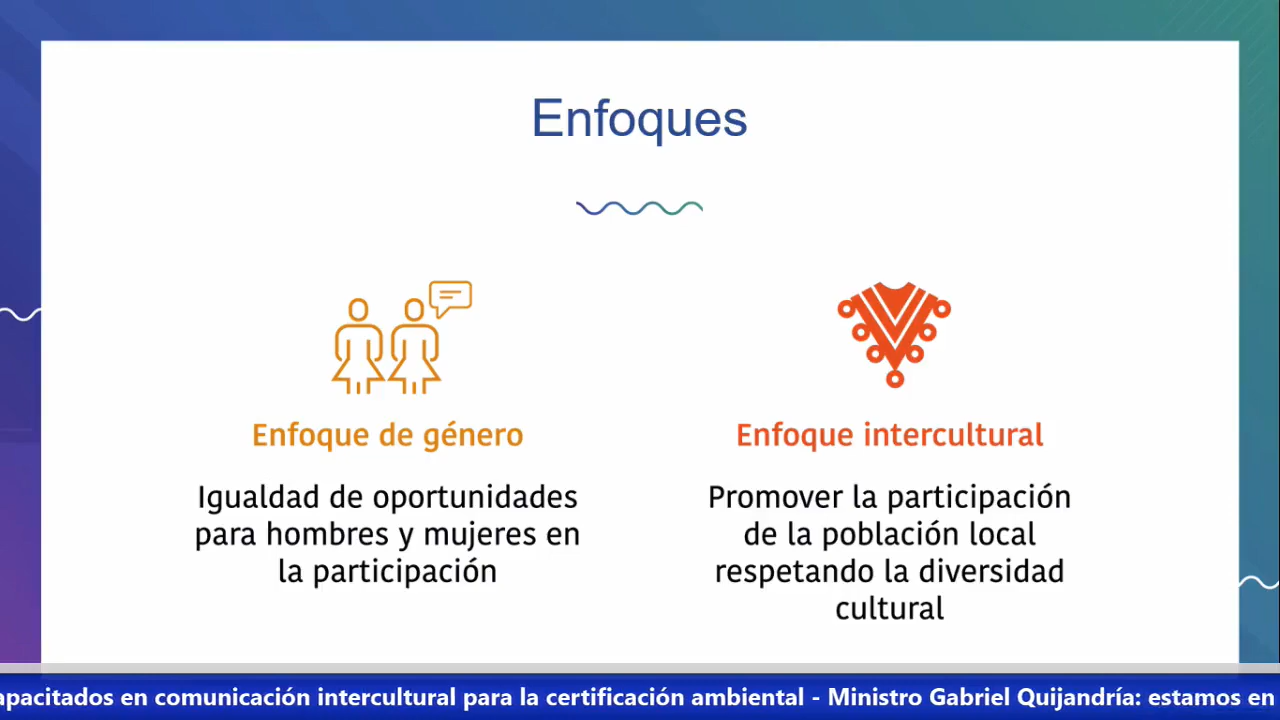 Enfoques
Enfoque de género
Igualdad de oportunidades
para hombres y mujeres en
la participación
Enfoque intercultural
Promover la participación
de la población local
respetando la diversidad
cultural
apacitados en comunicación intercultural para la certificación ambiental - Ministro Gabriel Quijandría: estamos en